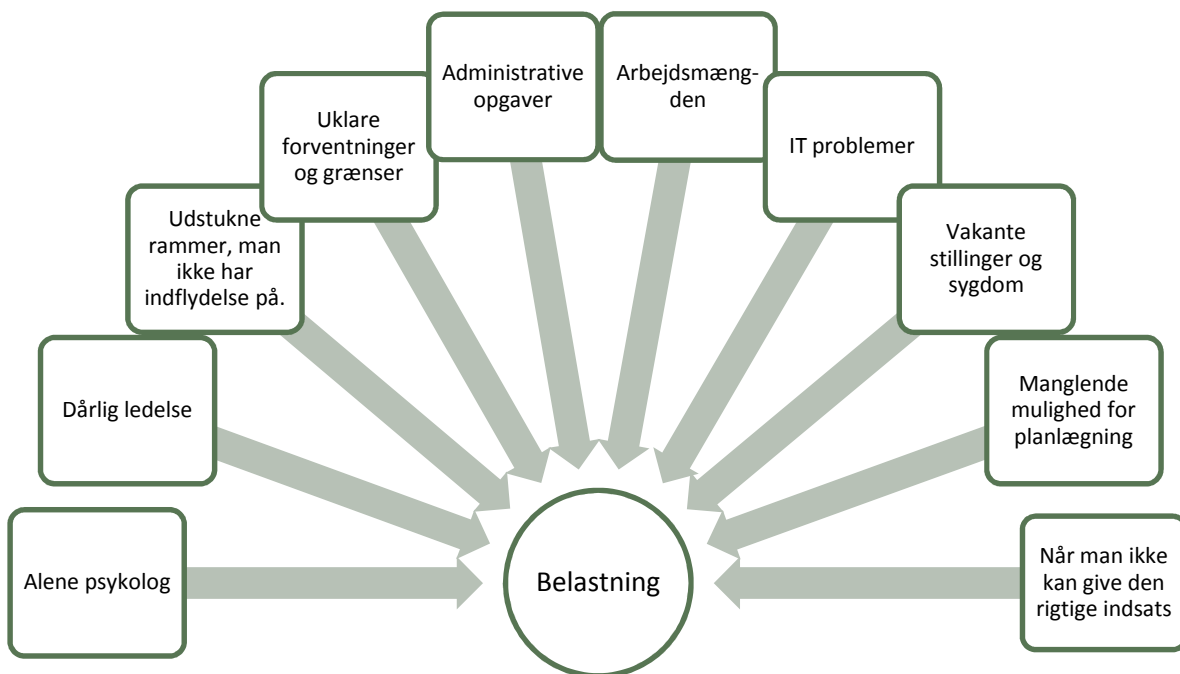 Administrative
opgaver
Arbejdsmæng-
den
Uklare
forventninger
og grænser
IT problemer
Udstukne
rammer, man
ikke har
indflydelse på.
Vakante
stillinger og
sygdom
Dårlig ledelse
Manglende
mulighed for
planlægning
Alene psykolog
Belastning
Når man ikke
kan give den
rigtige indsats